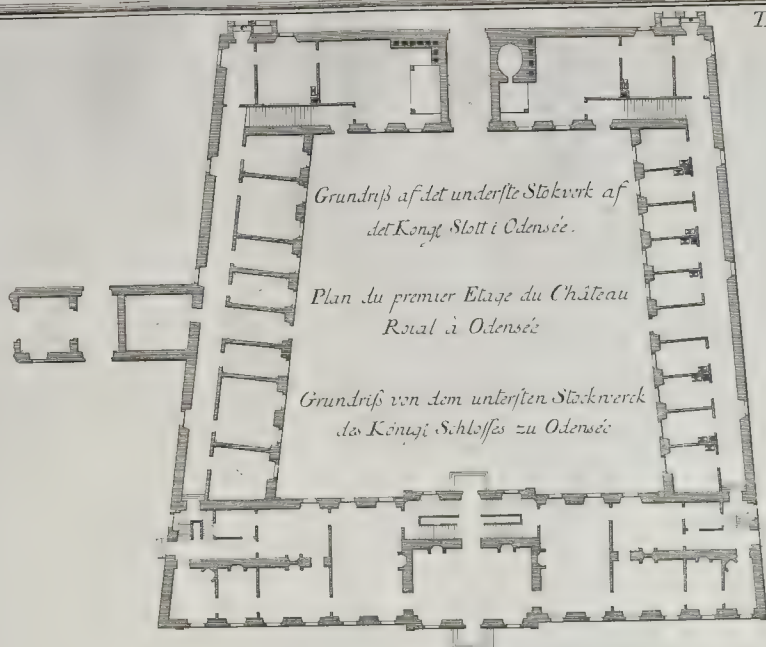 Grundriß af det underste Stokverk af
det Kongl Slott i Odensée.
Plan du premier Etage du Château
Roial à Odensée
Grundriß von dem untersten Stockwerck
des Königl Schlosses zu Odensée